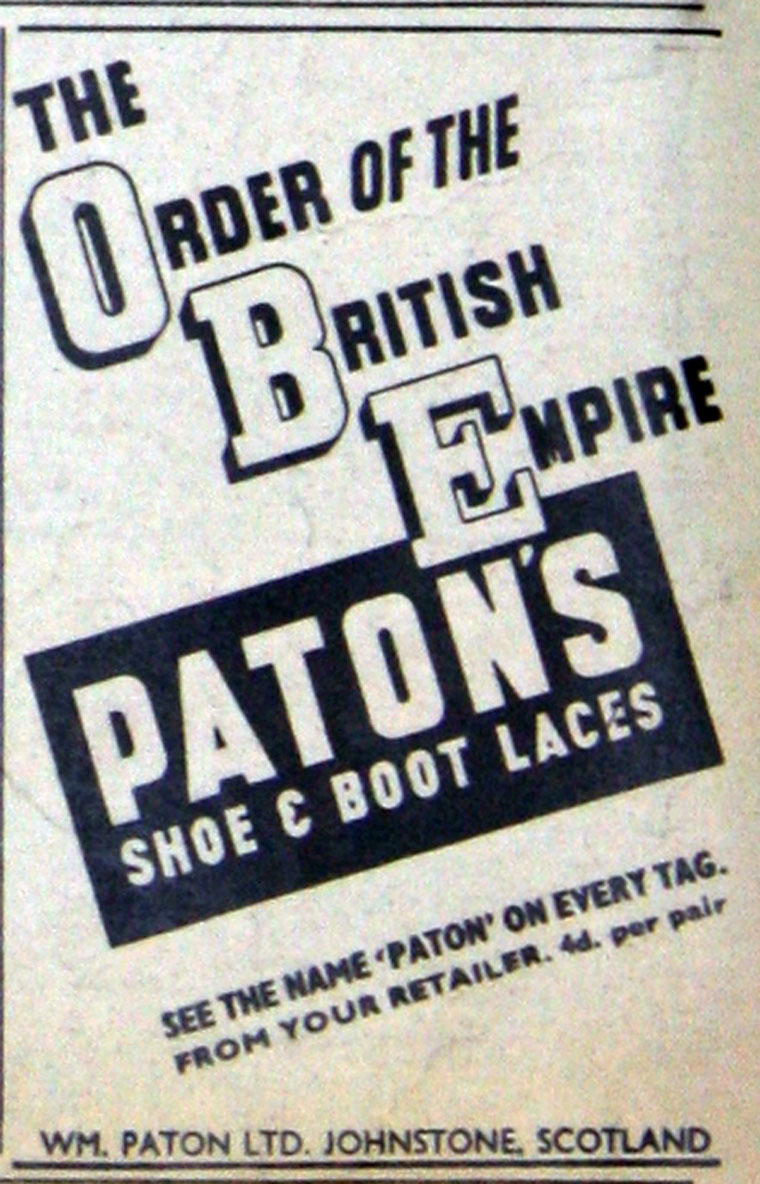 THE
ORDER OF THE
BRITISH
EMPIRE
PATON'S
SHOE & BOOT LACES
SEE THE NAME 'PATON' ON EVERY TAG.
FROM YOUR RETAILER. 4d. per pair
WM. PATON LTD. JOHNSTONE, SCOTLAND